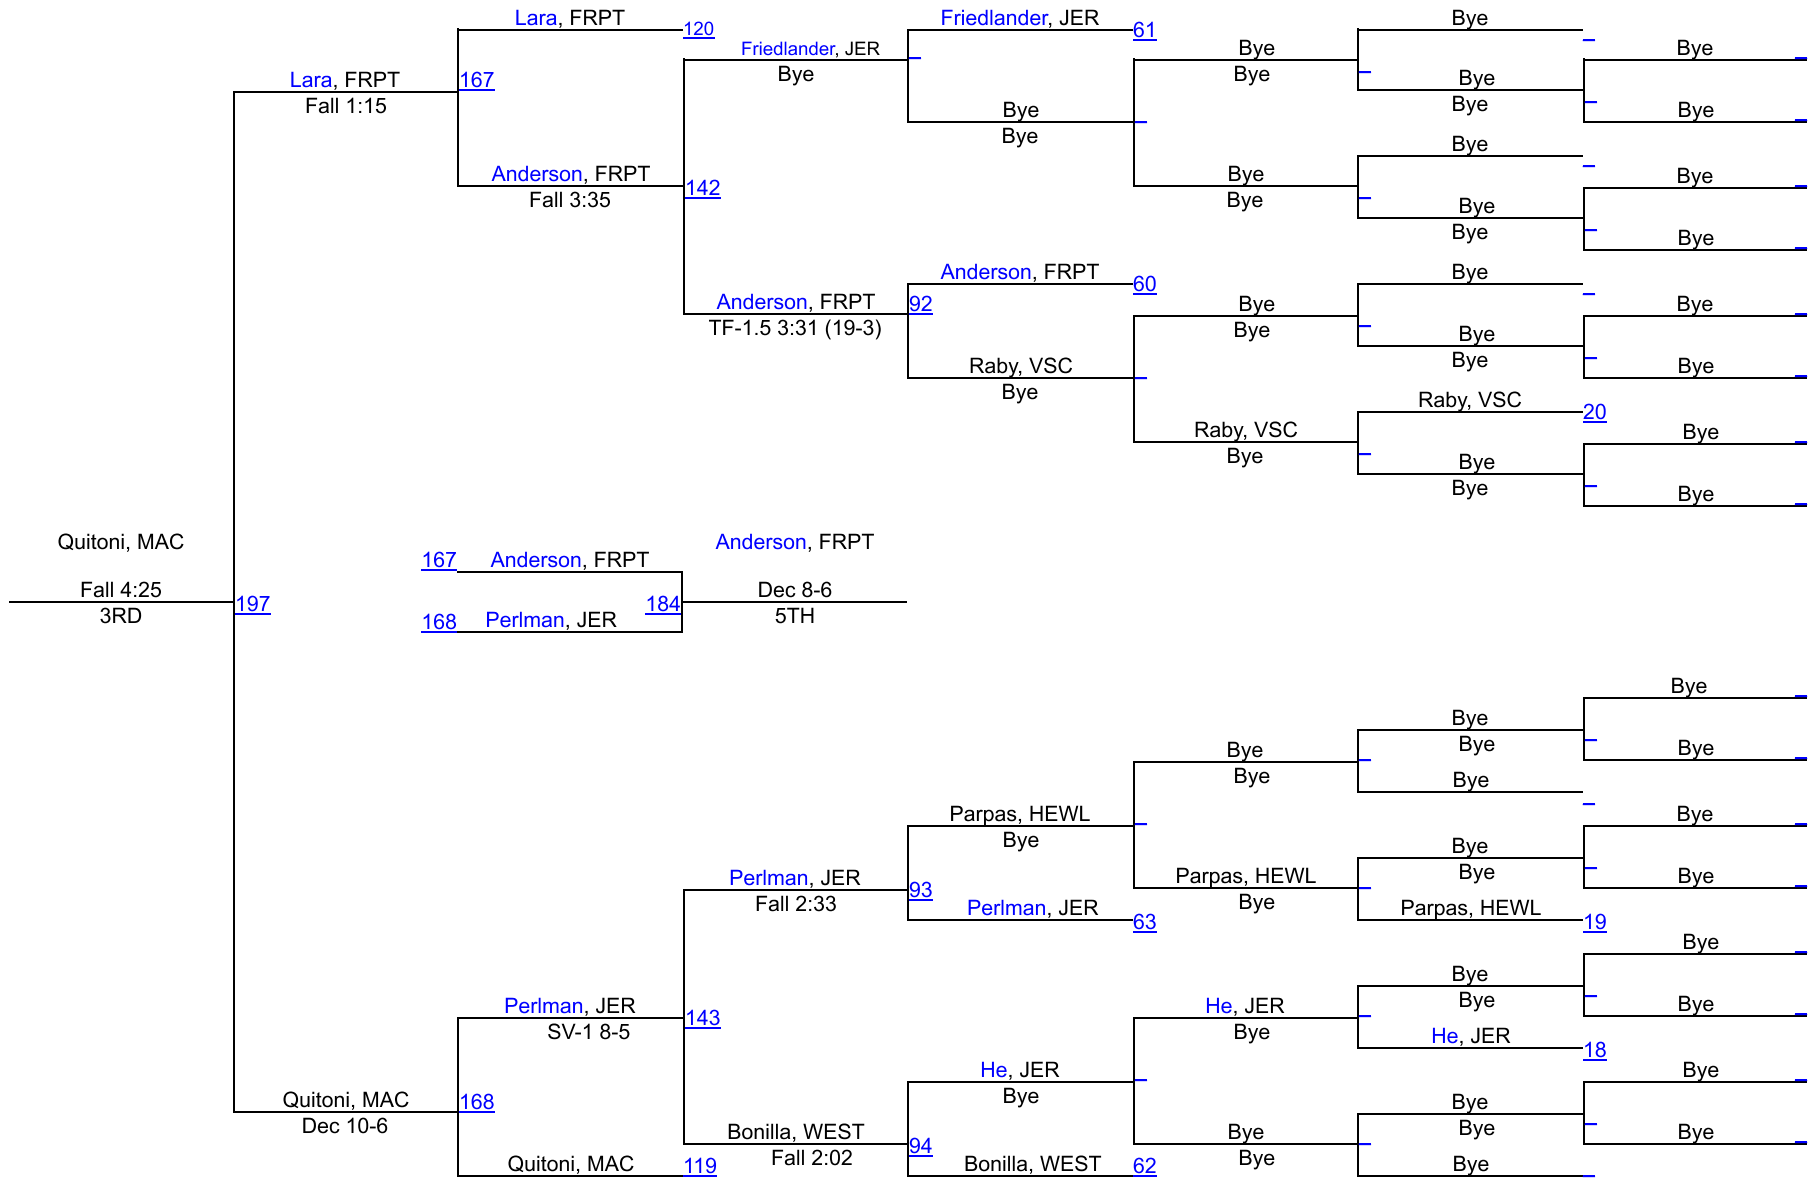 Lara, FRPT
120
Friedlander, JER
61
Bye
Friedlander, JER
Bye
Bye
Bye
Bye
Lara, FRPT
167
Bye
Bye
Fall 1:15
Bye
Bye
Bye
Bye
Bye
Anderson, FRPT
142
Bye
Bye
Fall 3:35
Bye
Bye
Bye
Bye
Anderson, FRPT
60
Bye
Anderson, FRPT
92
Bye
Bye
TF-1.5 3:31 (19-3)
Bye
Bye
Raby, VSC
Bye
Bye
Bye
Raby, VSC
20
Raby, VSC
Bye
Bye
Bye
Bye
Bye
Quitoni, MAC
Anderson, FRPT
167
Anderson, FRPT
Fall 4:25
197
184
Dec 8-6
3RD
168
Perlman, JER
5TH
Bye
Bye
Bye
Bye
Bye
Bye
Bye
Parpas, HEWL
Bye
Bye
Bye
Bye
Perlman, JER
93
Parpas, HEWL
Bye
Fall 2:33
Bye
Perlman, JER
63
Parpas, HEWL
19
Bye
Bye
Perlman, JER
143
He, JER
Bye
Bye
SV-1 8-5
Bye
He, JER
18
He, JER
Bye
Quitoni, MAC
168
Bye
Bye
Dec 10-6
Bye
Bonilla, WEST
94
Bye
Bye
Fall 2:02
Bye
Quitoni, MAC
119
Bonilla, WEST
62
Bye